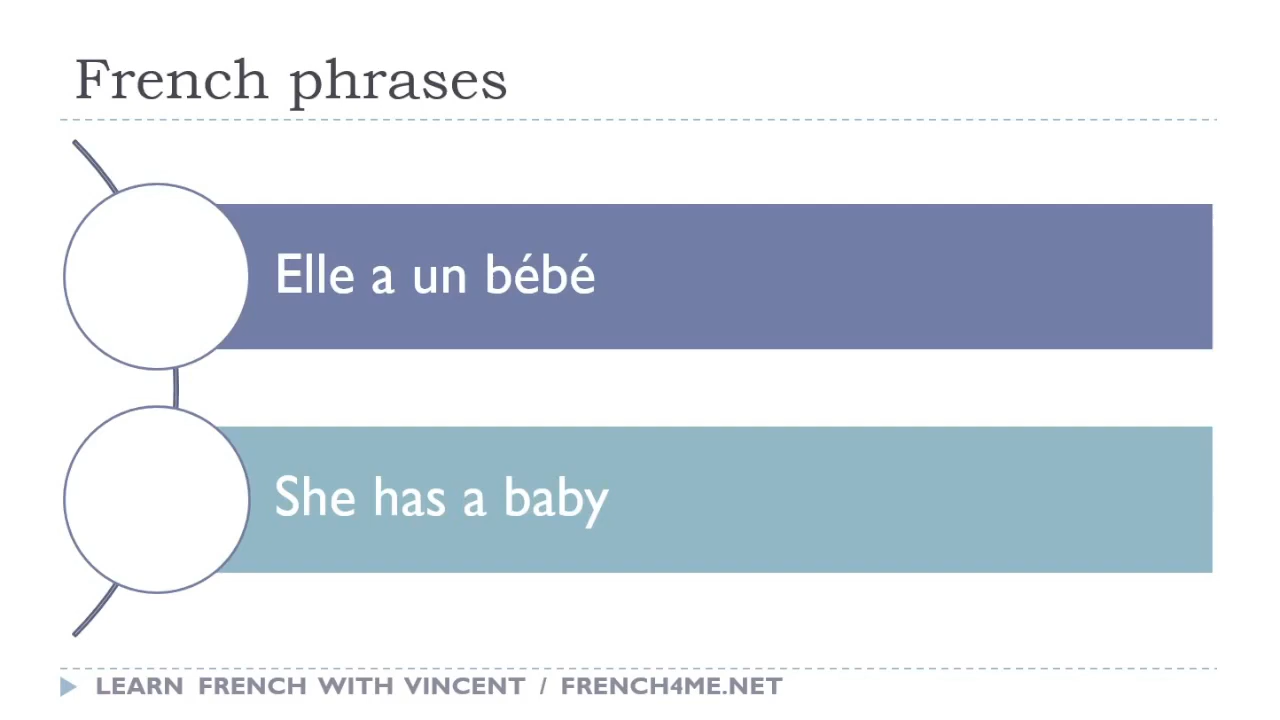 French phrases
Elle a un bébé
She has a baby
LEARN FRENCH WITH VINCENT / FRENCH4ME.NET